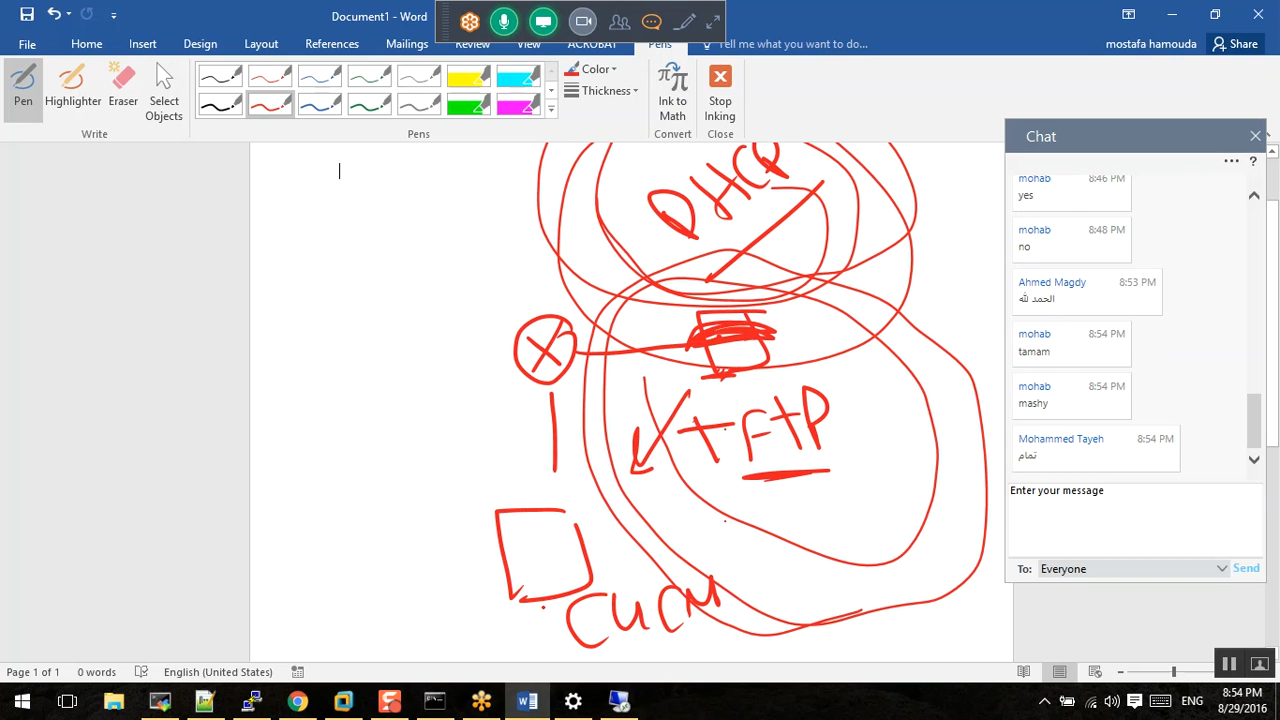 Document1 - Word
mostafa hamouda
Share
File
Home
Insert
Design
Layout
References
Mailings
Review
View
ACROBAT
Pens
Tell me what you want to do...
Pen
Highlighter
Eraser
Select Objects
Color
Thickness
Ink to Math
Stop Inking
Write
Pens
Convert
Close
DHCP
X
TFTP
CUCM
Chat
?
mohab 8:46 PM
yes
mohab 8:48 PM
no
Ahmed Magdy 8:53 PM
الحمد لله
mohab 8:54 PM
tamam
mohab 8:54 PM
mashy
Mohammed Tayeh 8:54 PM
تمام
Enter your message
To: Everyone Send
Page 1 of 1 0 words English (United States)
ENG
8:54 PM
8/29/2016